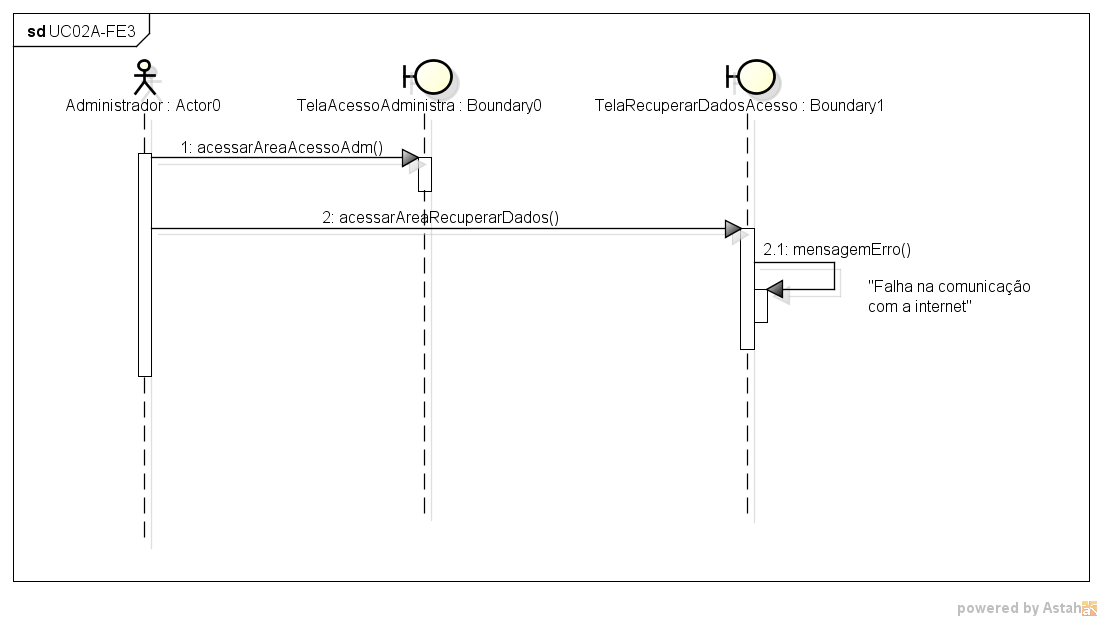 sd UC02A-FE3
Administrador : Actor0
TelaAcessoAdministra : Boundary0
TelaRecuperarDadosAcesso : Boundary1
1: acessarAreaAcessoAdm()
2: acessarAreaRecuperarDados()
2.1: mensagemErro()
"Falha na comunicação
com a internet"
powered by Astah